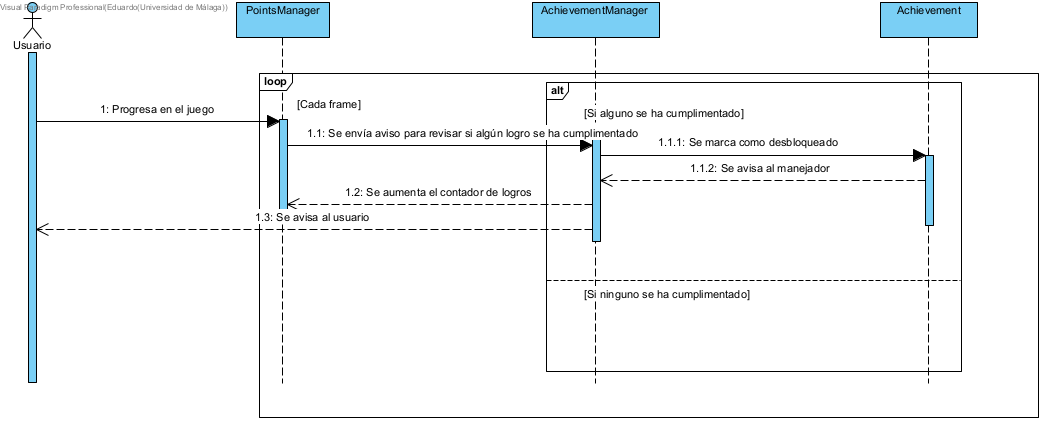 Visual Paradigm Professional(Eduardo(Universidad de Málaga))
Usuario
PointsManager
AchievementManager
Achievement
loop
[Cada frame]
alt
[Si alguno se ha cumplimentado]
1: Progresa en el juego
1.1: Se envía aviso para revisar si algún logro se ha cumplimentado
1.1.1: Se marca como desbloqueado
1.1.2: Se avisa al manejador
1.2: Se aumenta el contador de logros
1.3: Se avisa al usuario
[Si ninguno se ha cumplimentado]